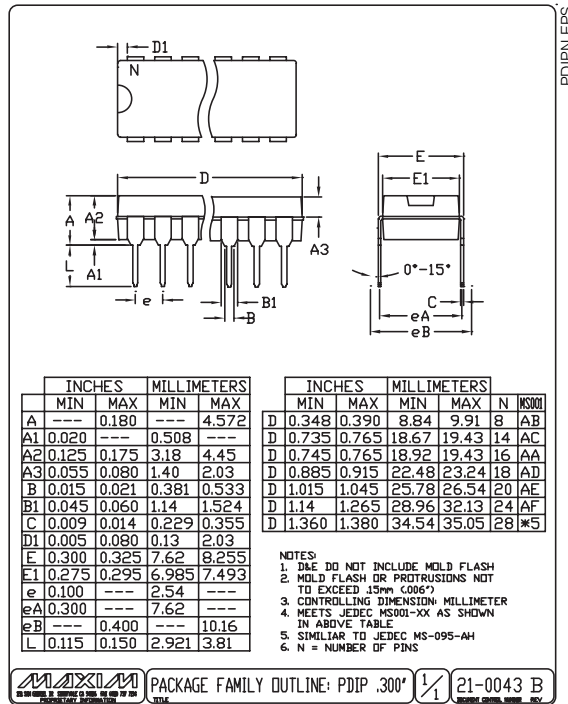 PDIPN.EPS
D1
N
D
E
E1
A
A2
A3
L
A1
0°-15°
e
B1
B
C
eA
eB
INCHES MILLIMETERS
MIN MAX MIN MAX
A --- 0.180 --- 4.572
A1 0.020 --- 0.508 ---
A2 0.125 0.175 3.18 4.45
A3 0.055 0.080 1.40 2.03
B 0.015 0.021 0.381 0.533
B1 0.045 0.060 1.14 1.524
C 0.009 0.014 0.229 0.355
D1 0.005 0.080 0.13 2.03
E 0.300 0.325 7.62 8.255
E1 0.275 0.295 6.985 7.493
e 0.100 --- 2.54 ---
eA 0.300 --- 7.62 ---
eB --- 0.400 --- 10.16
L 0.115 0.150 2.921 3.81
INCHES MILLIMETERS
MIN MAX MIN MAX N MS001
D 0.348 0.390 8.84 9.91 8 AB
D 0.735 0.765 18.67 19.43 14 AC
D 0.745 0.765 18.92 19.43 16 AA
D 0.885 0.915 22.48 23.24 18 AD
D 1.015 1.045 25.78 26.54 20 AE
D 1.14 1.265 28.96 32.13 24 AF
D 1.360 1.380 34.54 35.05 28 *5
NOTES:
1. D&E DO NOT INCLUDE MOLD FLASH
2. MOLD FLASH OR PROTRUSIONS NOT
TO EXCEED .15mm (.006")
3. CONTROLLING DIMENSION: MILLIMETER
4. MEETS JEDEC MS001-XX AS SHOWN
IN ABOVE TABLE
5. SIMILIAR TO JEDEC MS-095-AH
6. N = NUMBER OF PINS
MAXIM
PROPRIETARY INFORMATION
PACKAGE FAMILY OUTLINE: PDIP .300"
TITLE
1/1
21-0043 B
DOCUMENT CONTROL NUMBER REV